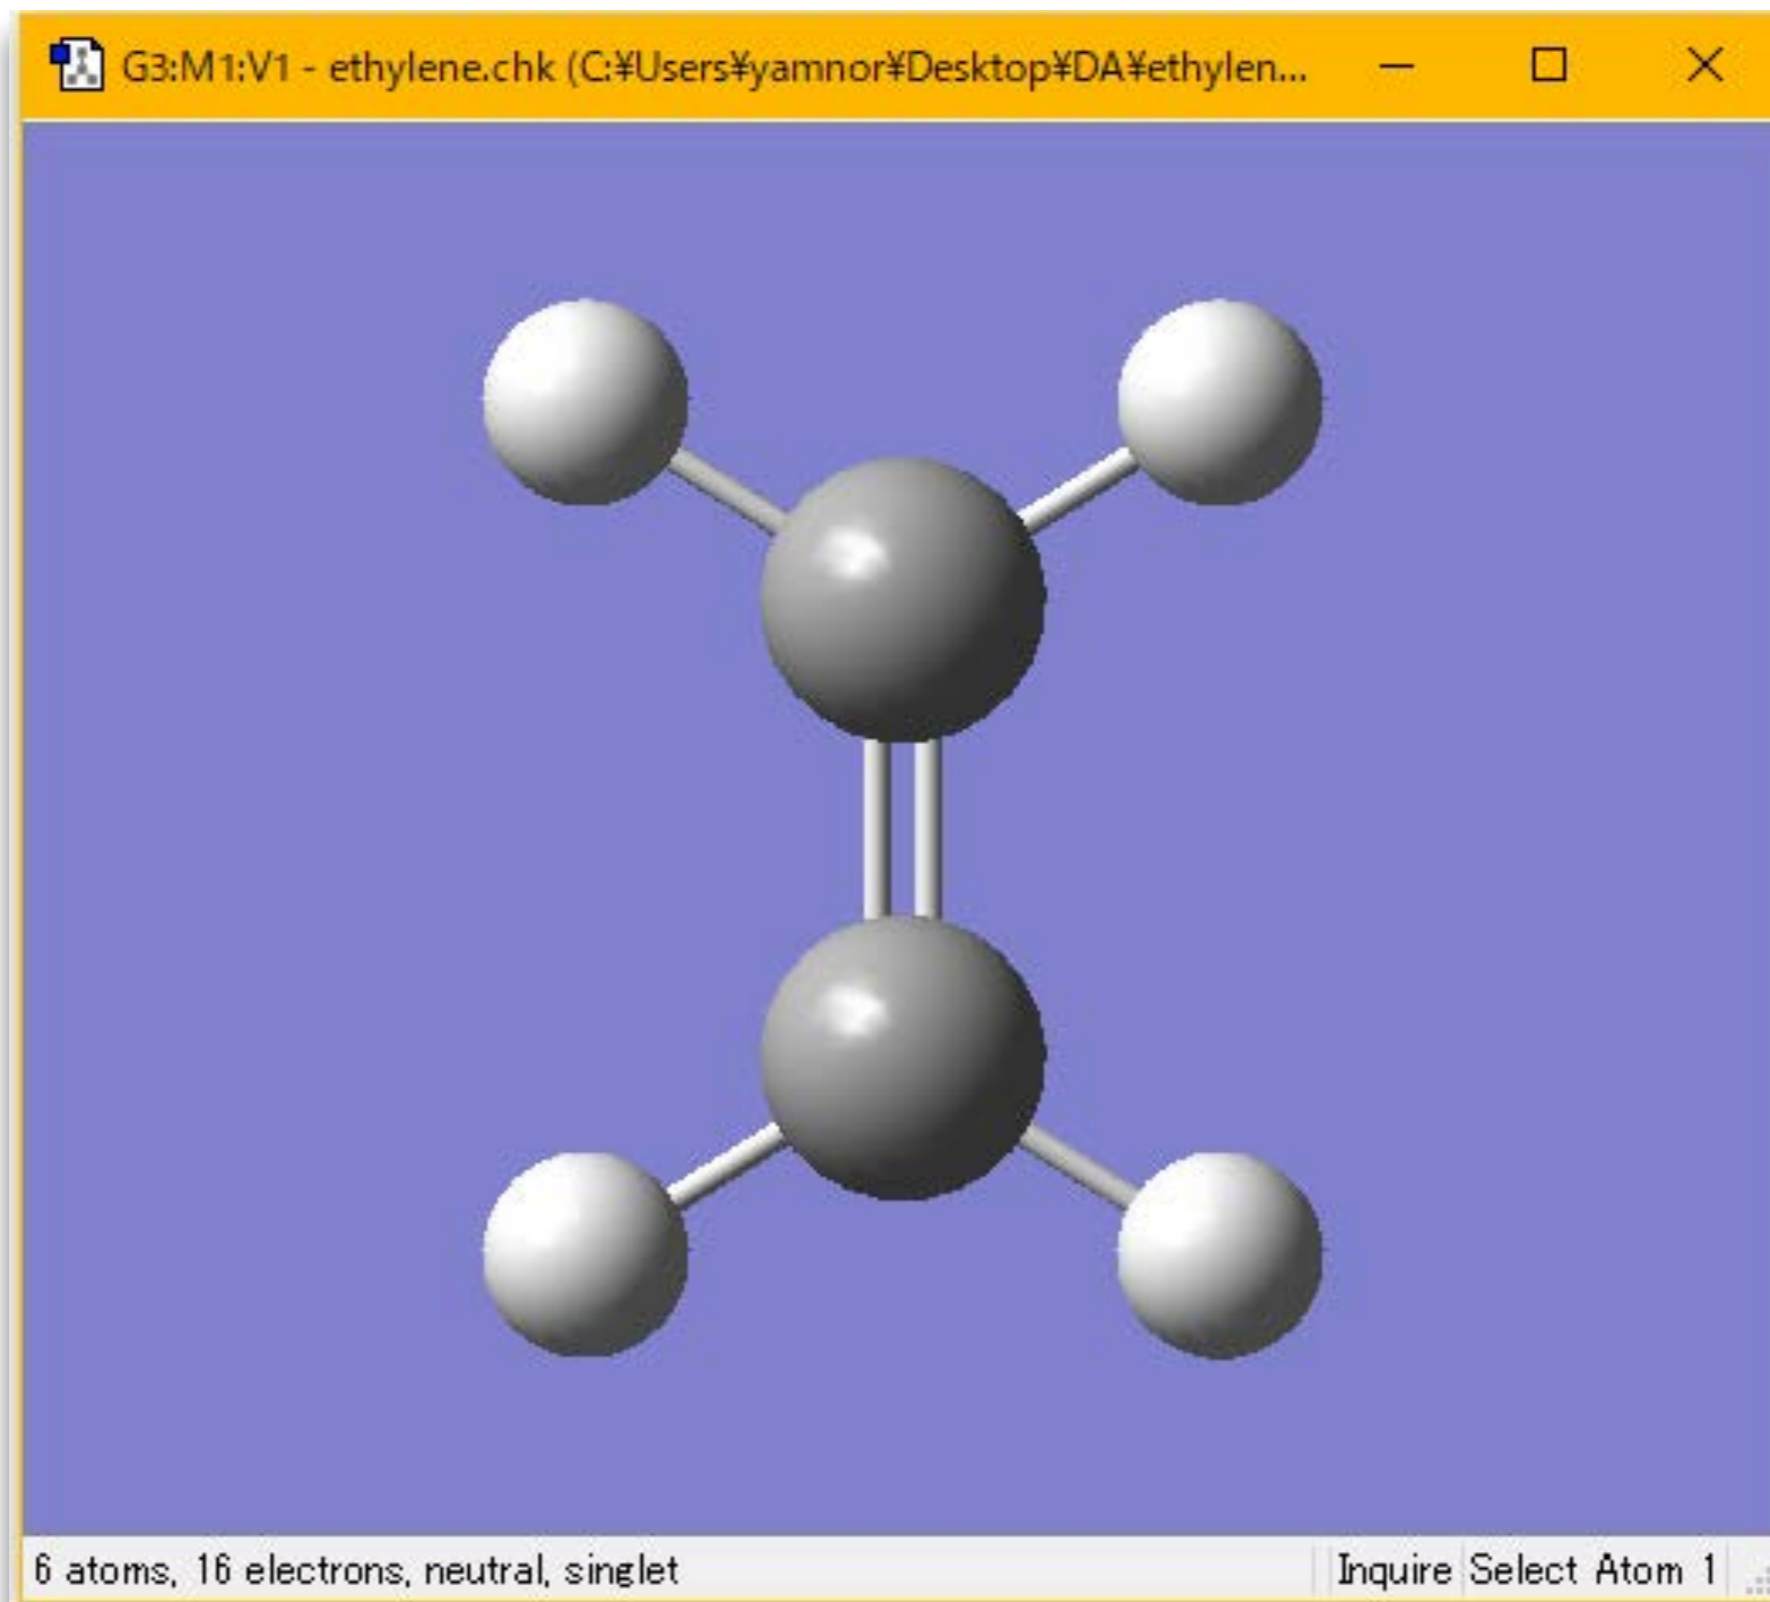 G3:M1:V1 - ethylene.chk (C:¥Users¥yamnor¥Desktop¥DA¥ethylen...
6 atoms, 16 electrons, neutral, singlet
Inquire Select Atom 1